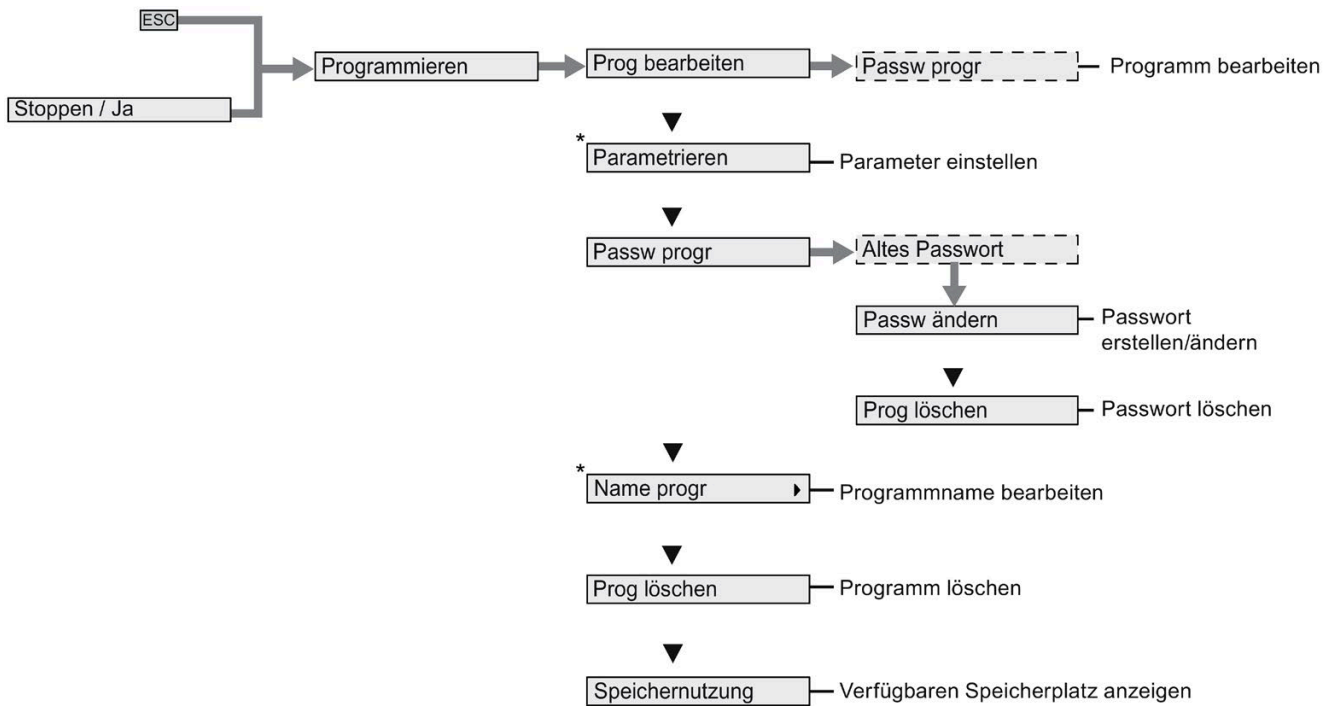 ESC
Stoppen / Ja
Programmieren
Prog bearbeiten
Passw progr
Programm bearbeiten
*
Parametrieren
Parameter einstellen
Passw progr
Altes Passwort
Passw ändern
Passwort
erstellen/ändern
Prog löschen
Passwort löschen
*
Name progr
Programmname bearbeiten
Prog löschen
Programm löschen
Speichernutzung
Verfügbaren Speicherplatz anzeigen